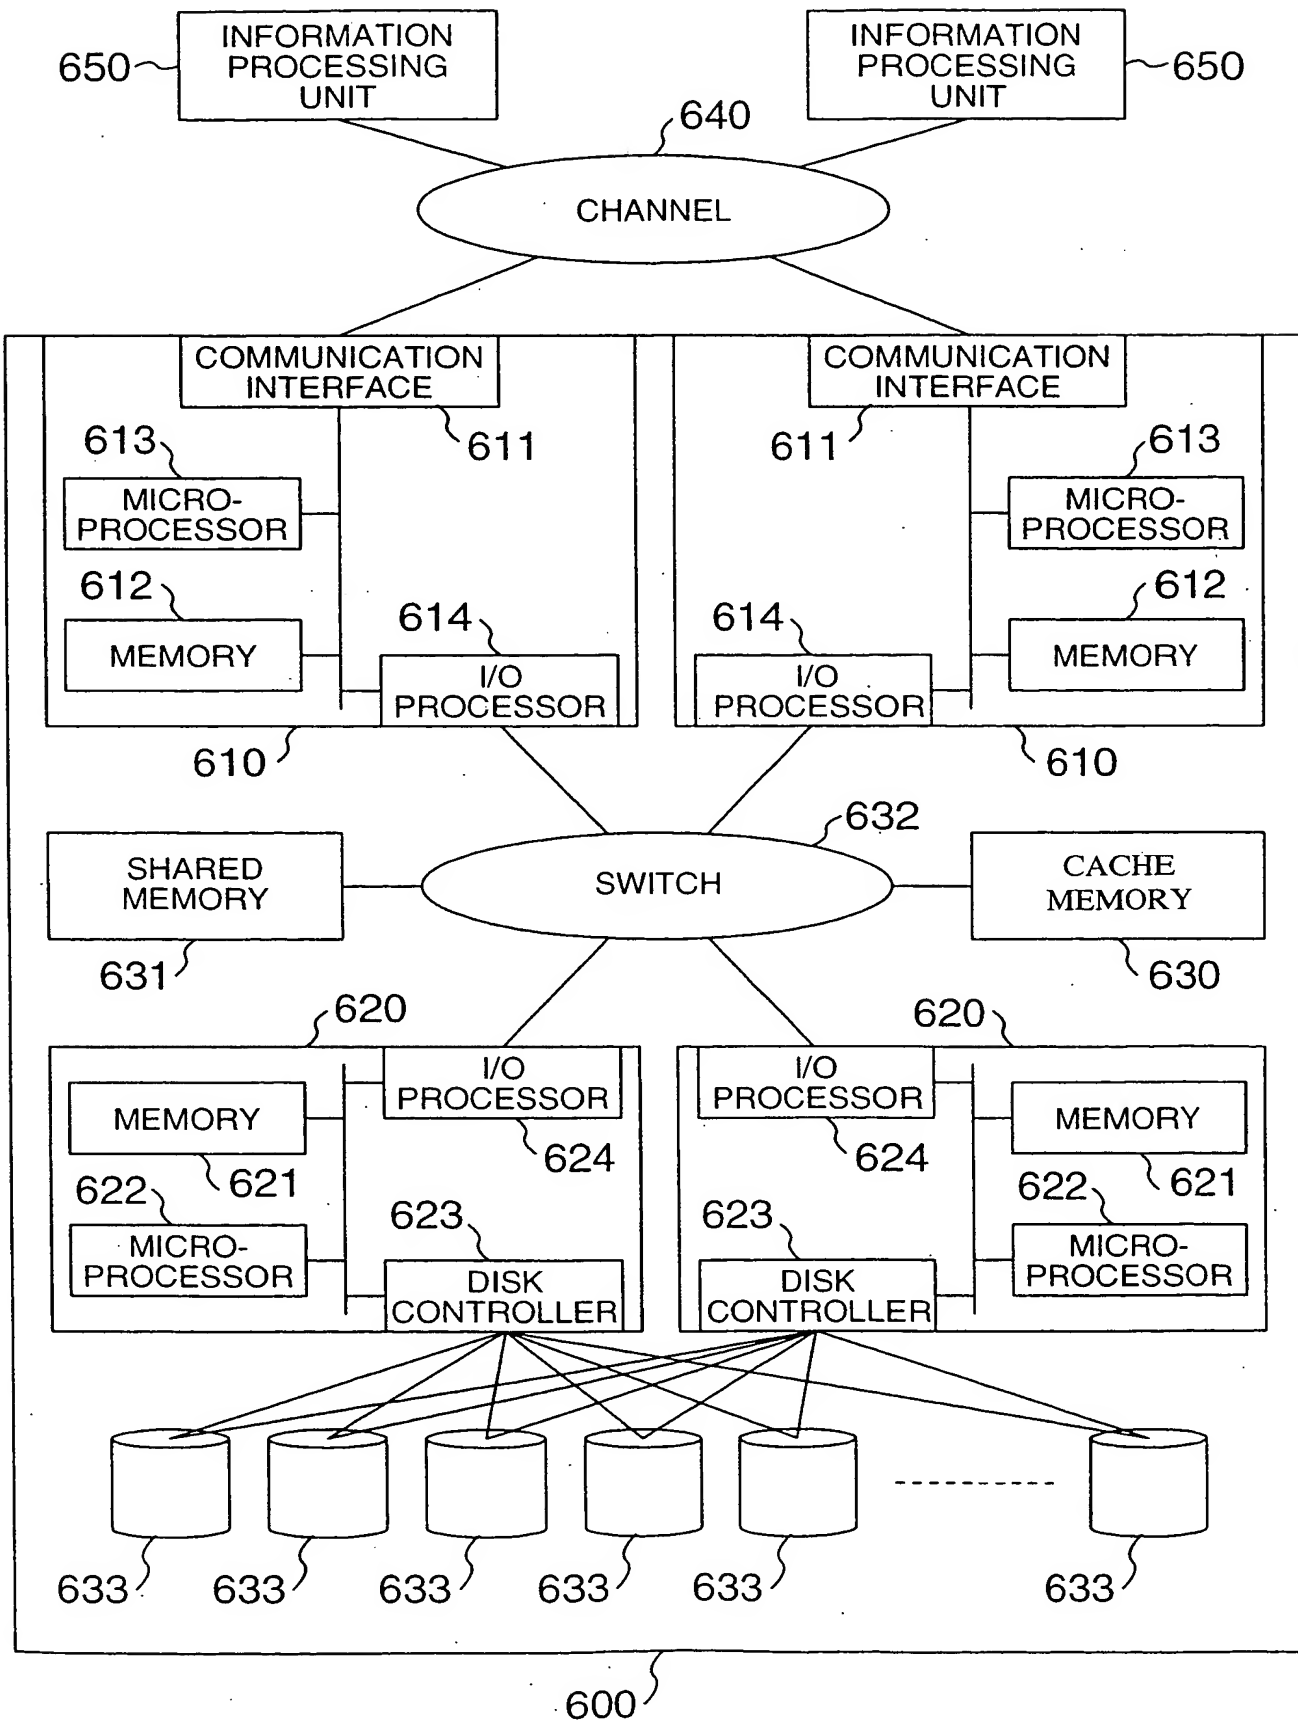 INFORMATION
PROCESSING
UNIT
650
INFORMATION
PROCESSING
UNIT
650
640
CHANNEL
COMMUNICATION
INTERFACE
611
COMMUNICATION
INTERFACE
611
613
MICRO-
PROCESSOR
613
MICRO-
PROCESSOR
612
MEMORY
612
MEMORY
614
I/O
PROCESSOR
614
I/O
PROCESSOR
610
610
632
SHARED
MEMORY
SWITCH
CACHE
MEMORY
631
630
620
620
I/O
PROCESSOR
I/O
PROCESSOR
MEMORY
MEMORY
624
624
621
621
622
622
MICRO-
PROCESSOR
MICRO-
PROCESSOR
623
623
DISK
CONTROLLER
DISK
CONTROLLER
633
633
633
633
633
633
600